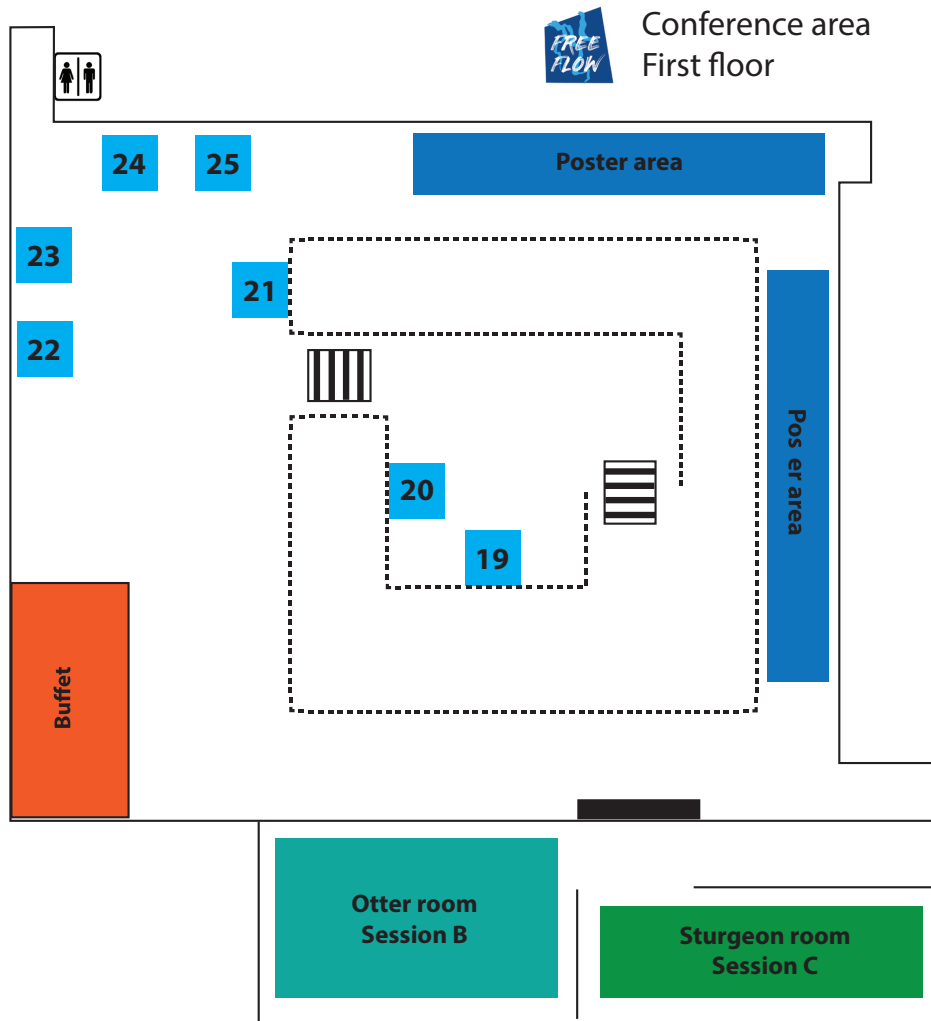 FREE
FLOW
Conference area
First floor
24
25
Poster area
23
21
22
Pos er area
20
19
Buffet
Otter room
Session B
Sturgeon room
Session C